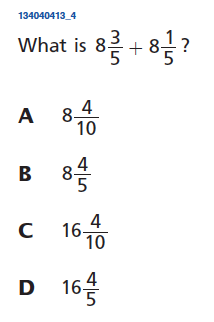 134040413_4
What is 8 3/5 + 8 1/5 ?
A 8 4/10
B 8 4/5
C 16 4/10
D 16 4/5